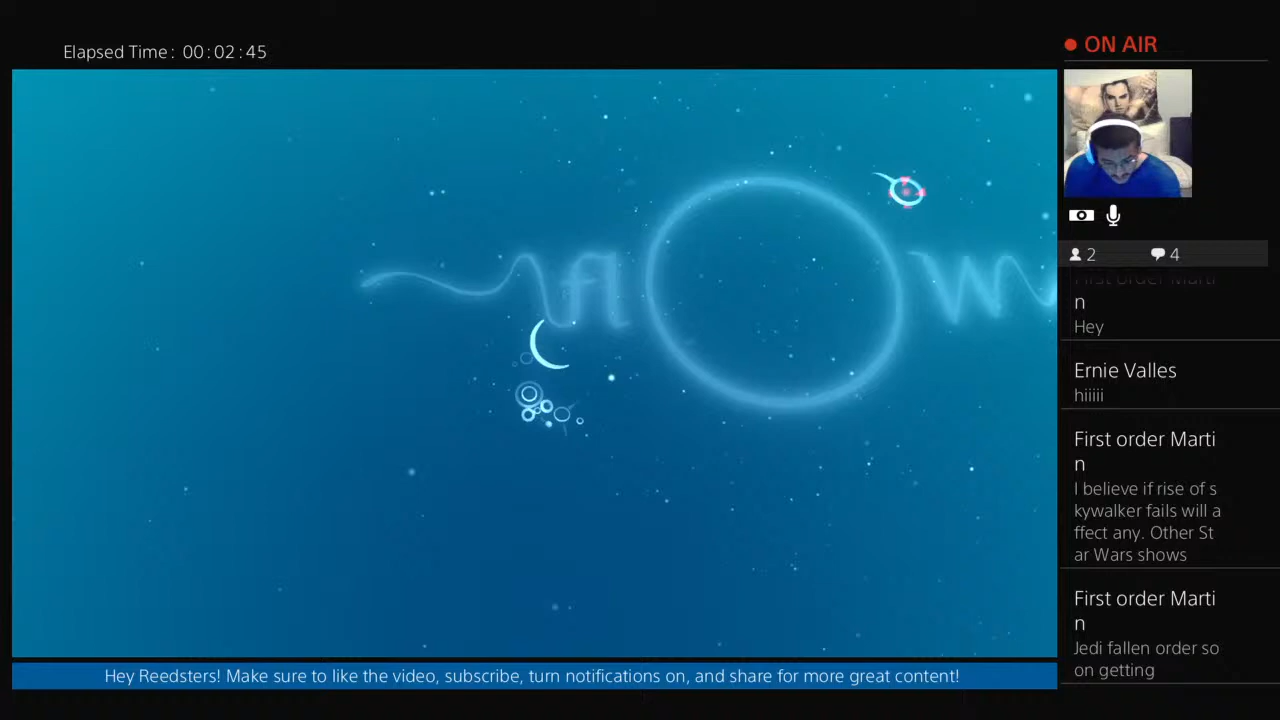 Elapsed Time: 00:02:45
ON AIR
flOw
2 4
First order Marti
n
Hey
Ernie Valles
hiiiii
First order Marti
n
I believe if rise of s
kywalker fails will a
ffect any. Other St
ar Wars shows
First order Marti
n
Jedi fallen order so
on getting
Hey Reedsters! Make sure to like the video, subscribe, turn notifications on, and share for more great content!